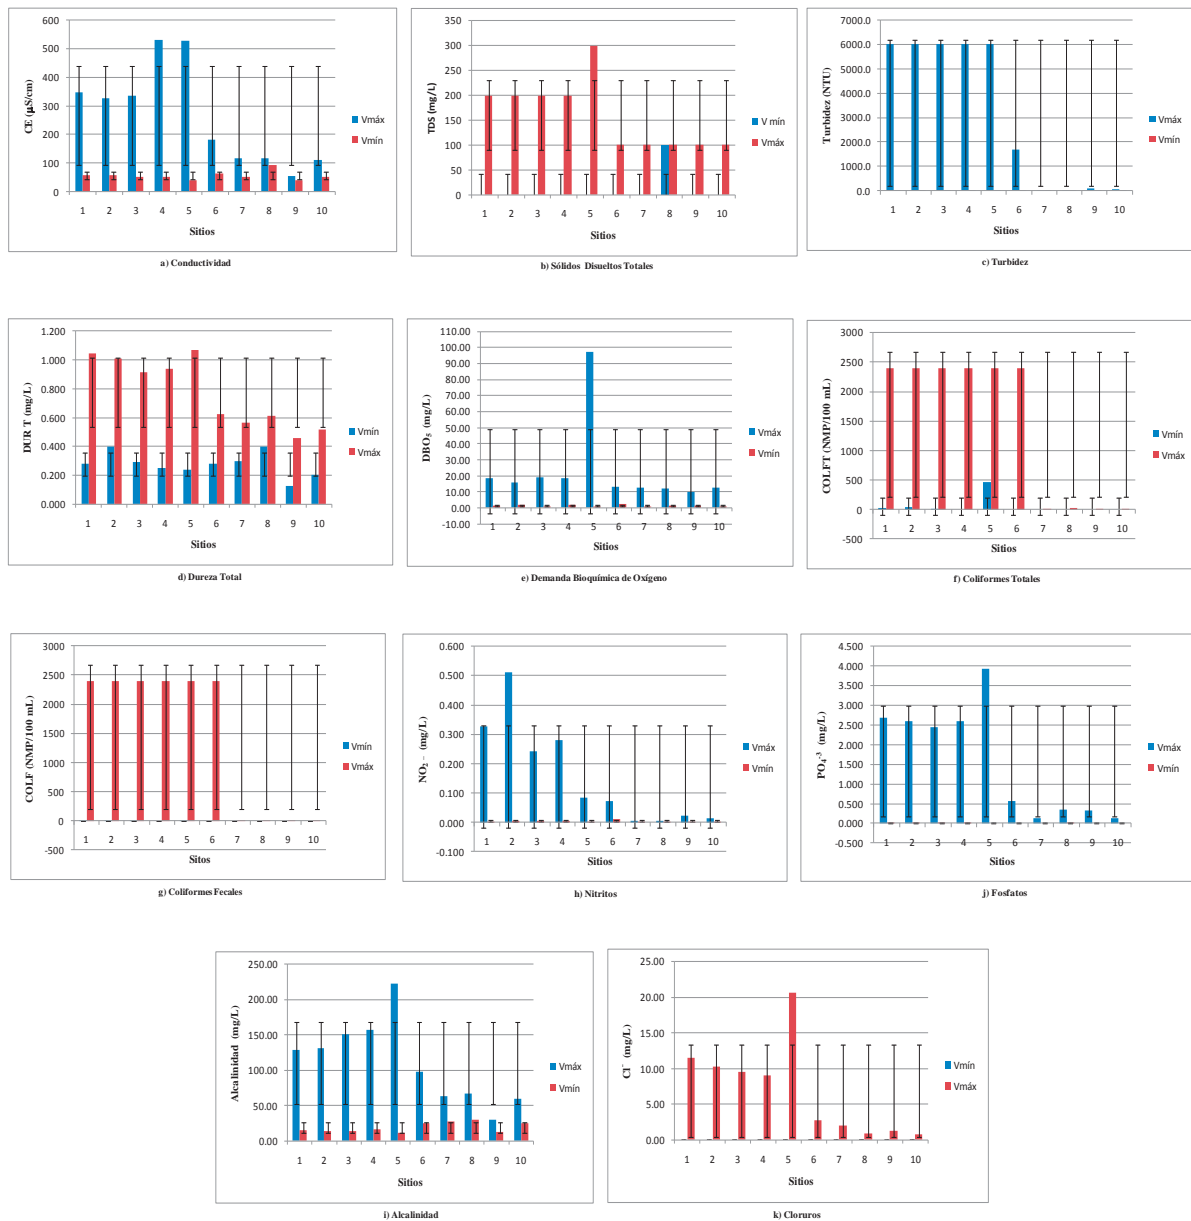 600
500
400
300
200
100
0
CE (µS/cm)
1 2 3 4 5 6 7 8 9 10
Sitios
Vmáx
Vmín
a) Conductividad
350
300
250
200
150
100
50
0
TDS (mg/L)
1 2 3 4 5 6 7 8 9 10
Sitios
V mín
Vmáx
b) Sólidos Disueltos Totales
7000.0
6000.0
5000.0
4000.0
3000.0
2000.0
1000.0
0.0
Turbidez (NTU)
1 2 3 4 5 6 7 8 9 10
Sitios
Vmáx
Vmín
c) Turbidez
1.200
1.000
0.800
0.600
0.400
0.200
0.000
DUR T (mg/L)
1 2 3 4 5 6 7 8 9 10
Sitios
Vmín
Vmáx
d) Dureza Total
110.00
100.00
90.00
80.00
70.00
60.00
50.00
40.00
30.00
20.00
10.00
0.00
-10.00
DBO5 (mg/L)
1 2 3 4 5 6 7 8 9 10
Sitios
Vmáx
Vmín
e) Demanda Bioquímica de Oxígeno
3000
2500
2000
1500
1000
500
0
-500
COLFT (NMP/100 mL)
1 2 3 4 5 6 7 8 9 10
Sitios
Vmín
Vmáx
f) Coliformes Totales
3000
2500
2000
1500
1000
500
0
-500
COLF (NMP/100 mL)
1 2 3 4 5 6 7 8 9 10
Sitos
Vmín
Vmáx
g) Coliformes Fecales
0.600
0.500
0.400
0.300
0.200
0.100
0.000
-0.100
NO2 – (mg/L)
1 2 3 4 5 6 7 8 9 10
Sitios
Vmáx
Vmín
h) Nitritos
4.500
4.000
3.500
3.000
2.500
2.000
1.500
1.000
0.500
0.000
-0.500
PO4-3 (mg/L)
1 2 3 4 5 6 7 8 9 10
Sitios
Vmáx
Vmín
j) Fosfatos
250.00
200.00
150.00
100.00
50.00
0.00
Alcalinidad (mg/L)
1 2 3 4 5 6 7 8 9 10
Sitios
Vmáx
Vmín
i) Alcalinidad
25.00
20.00
15.00
10.00
5.00
0.00
Cl- (mg/L)
1 2 3 4 5 6 7 8 9 10
Sitios
Vmín
Vmáx
k) Cloruros